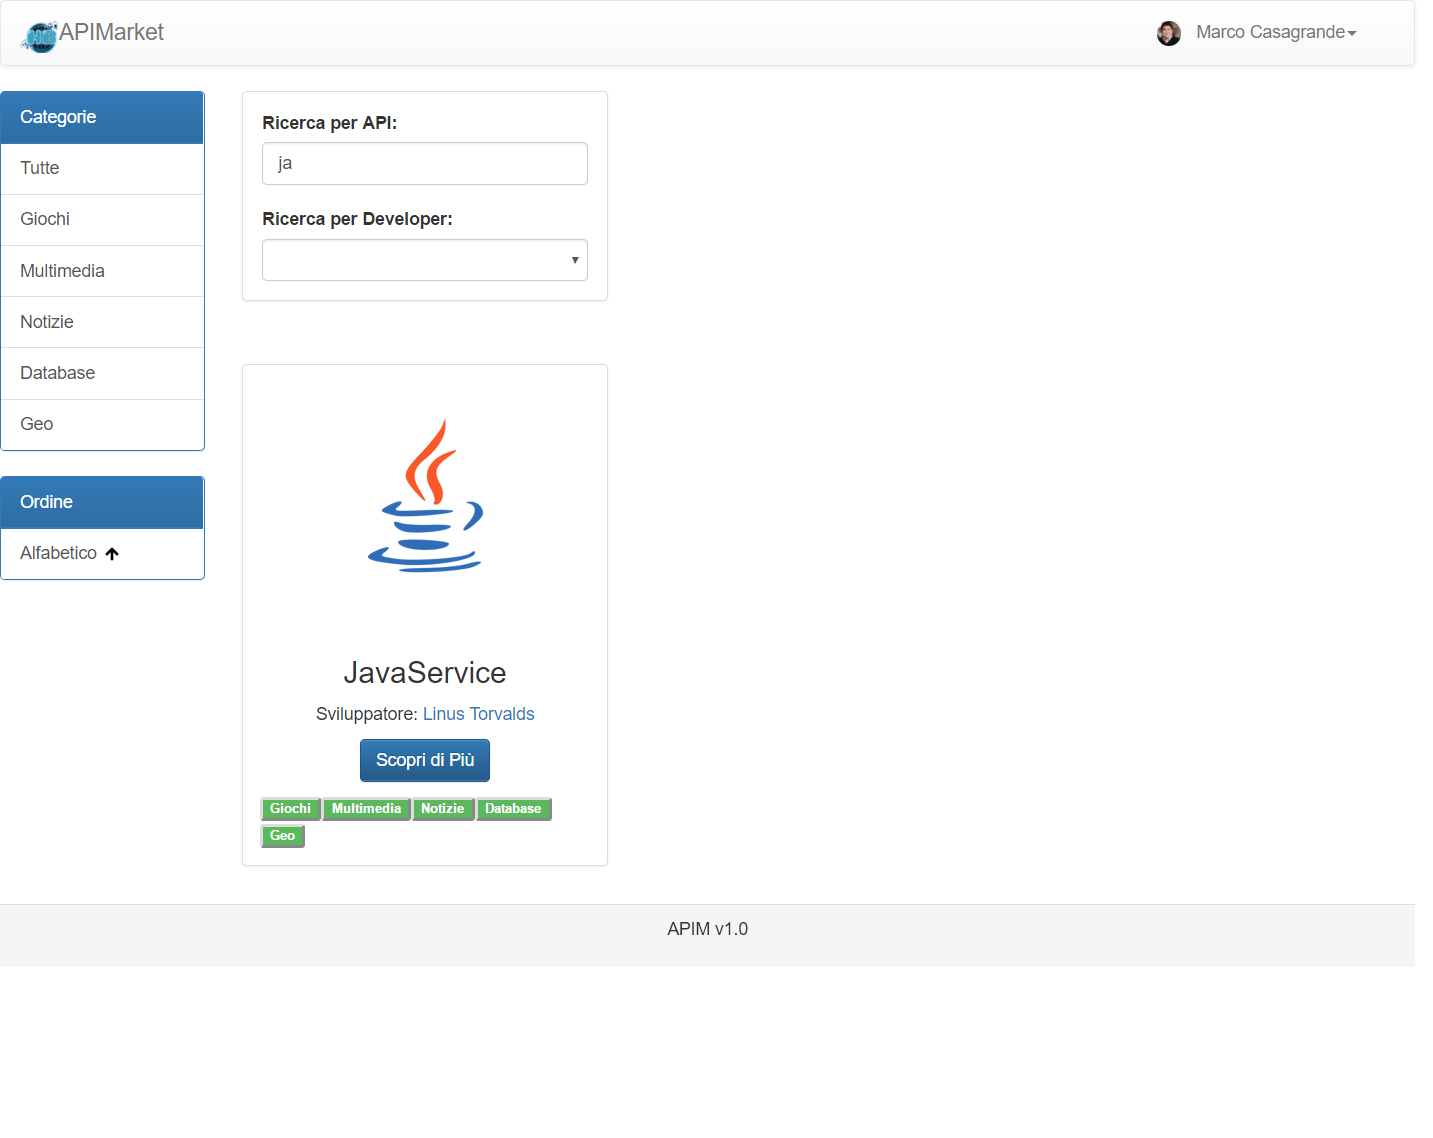 APIMarket
Marco Casagrande
Categorie
Tutte
Giochi
Multimedia
Notizie
Database
Geo
Ordine
Alfabetico
Ricerca per API:
ja
Ricerca per Developer:
JavaService
Sviluppatore: Linus Torvalds
Scopri di Più
Giochi Multimedia Notizie Database
Geo
APIM v1.0